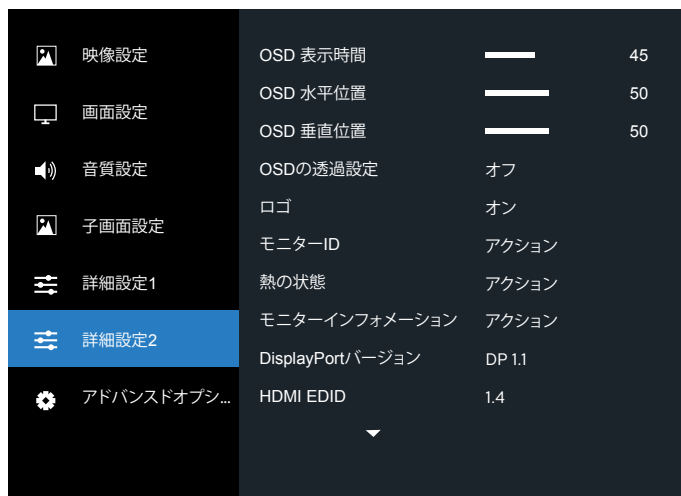 映像設定
画面設定
音質設定
子画面設定
詳細設定1
詳細設定2
アドバンスドオプシ...
OSD 表示時間 45
OSD 水平位置 50
OSD 垂直位置 50
OSDの透過設定 オフ
ロゴ オン
モニターID アクション
熱の状態 アクション
モニターインフォメーション アクション
DisplayPortバージョン DP 1.1
HDMI EDID 1.4